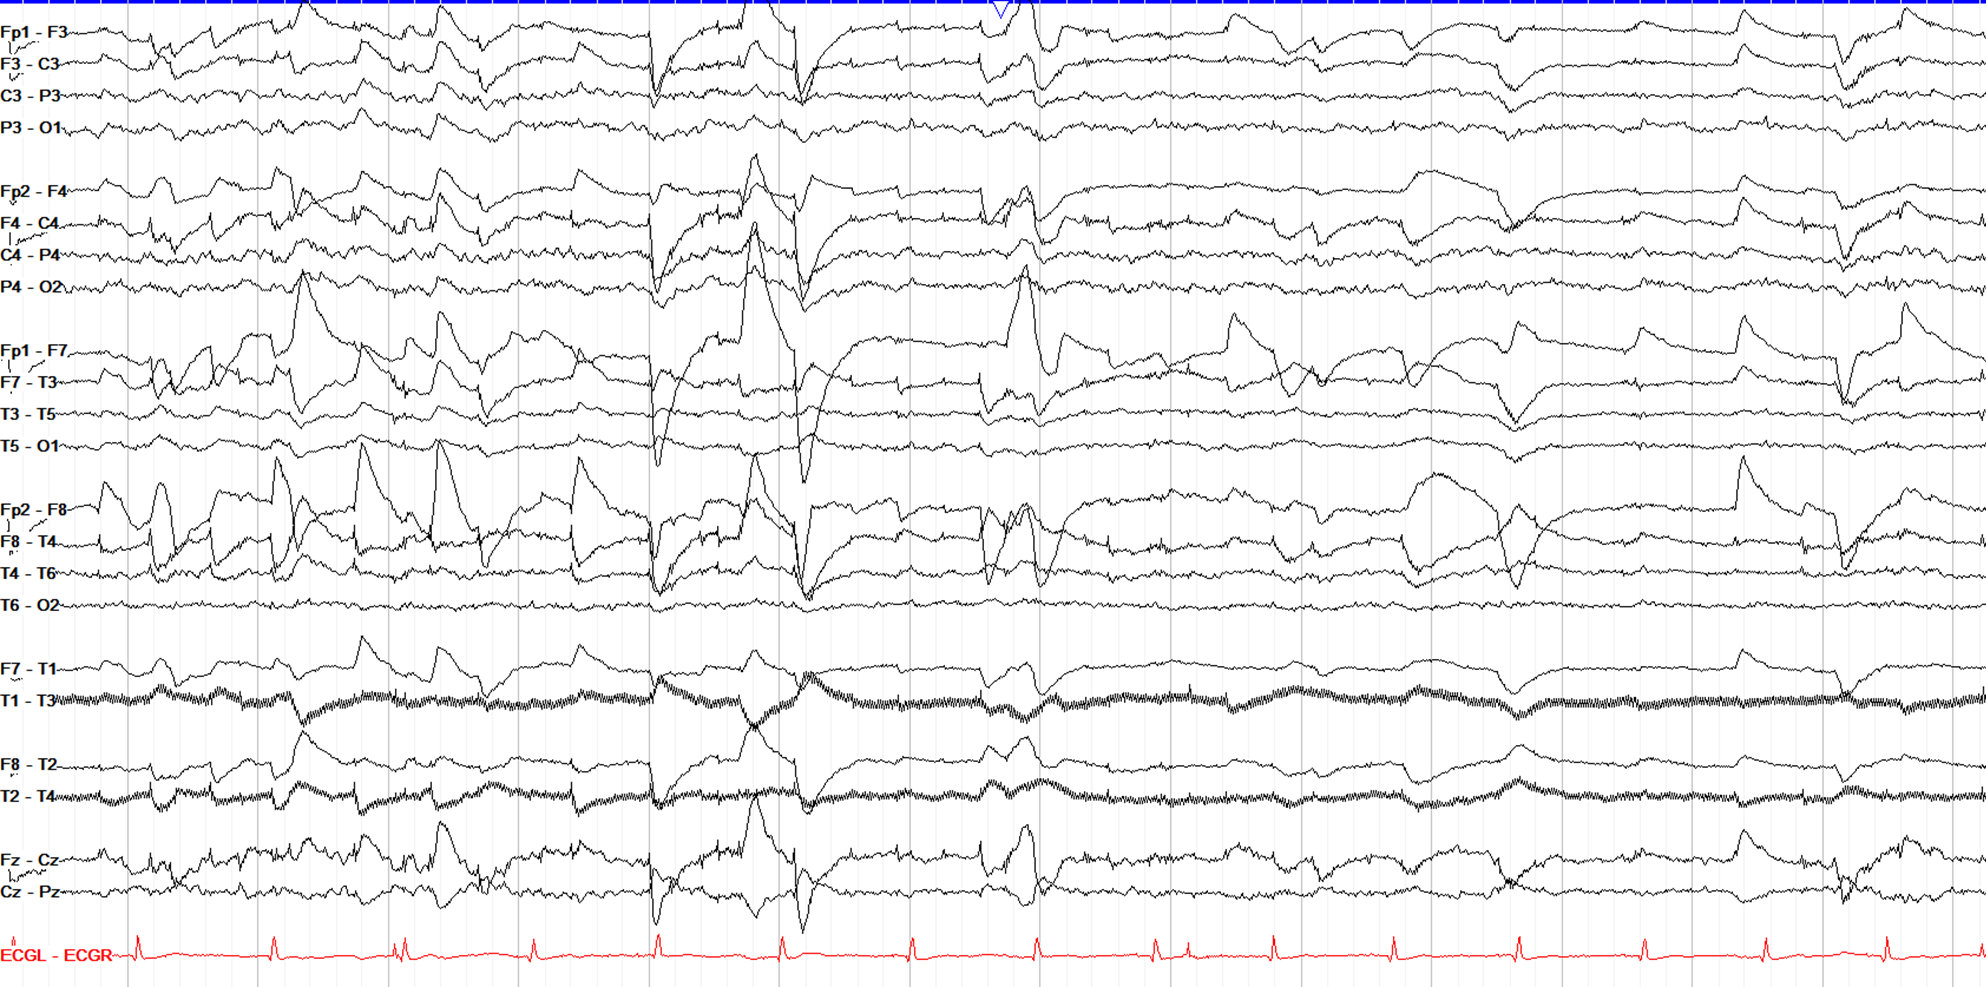 Fp1 - F3
F3 - C3
C3 - P3
P3 - O1
Fp2 - F4
F4 - C4
C4 - P4
P4 - O2
Fp1 - F7
F7 - T3
T3 - T5
T5 - O1
Fp2 - F8
F8 - T4
T4 - T6
T6 - O2
F7 - T1
T1 - T3
F8 - T2
T2 - T4
Fz - Cz
Cz - Pz
ECGL - ECGR